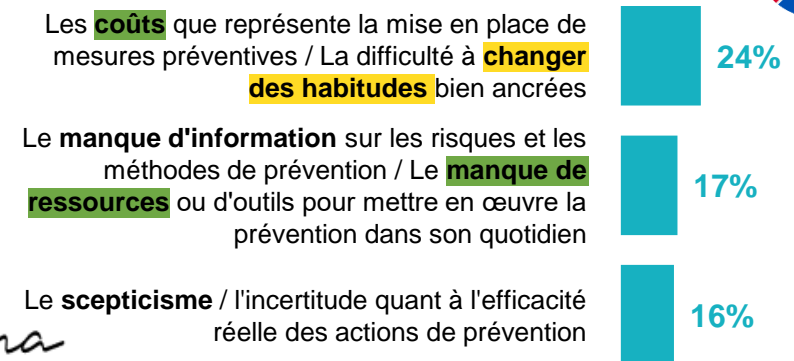 Les coûts que représente la mise en place de
mesures préventives / La difficulté à changer
des habitudes bien ancrées
24%
Le manque d'information sur les risques et les
méthodes de prévention / Le manque de
ressources ou d'outils pour mettre en œuvre la
prévention dans son quotidien
17%
Le scepticisme / l'incertitude quant à l'efficacité
réelle des actions de prévention
16%